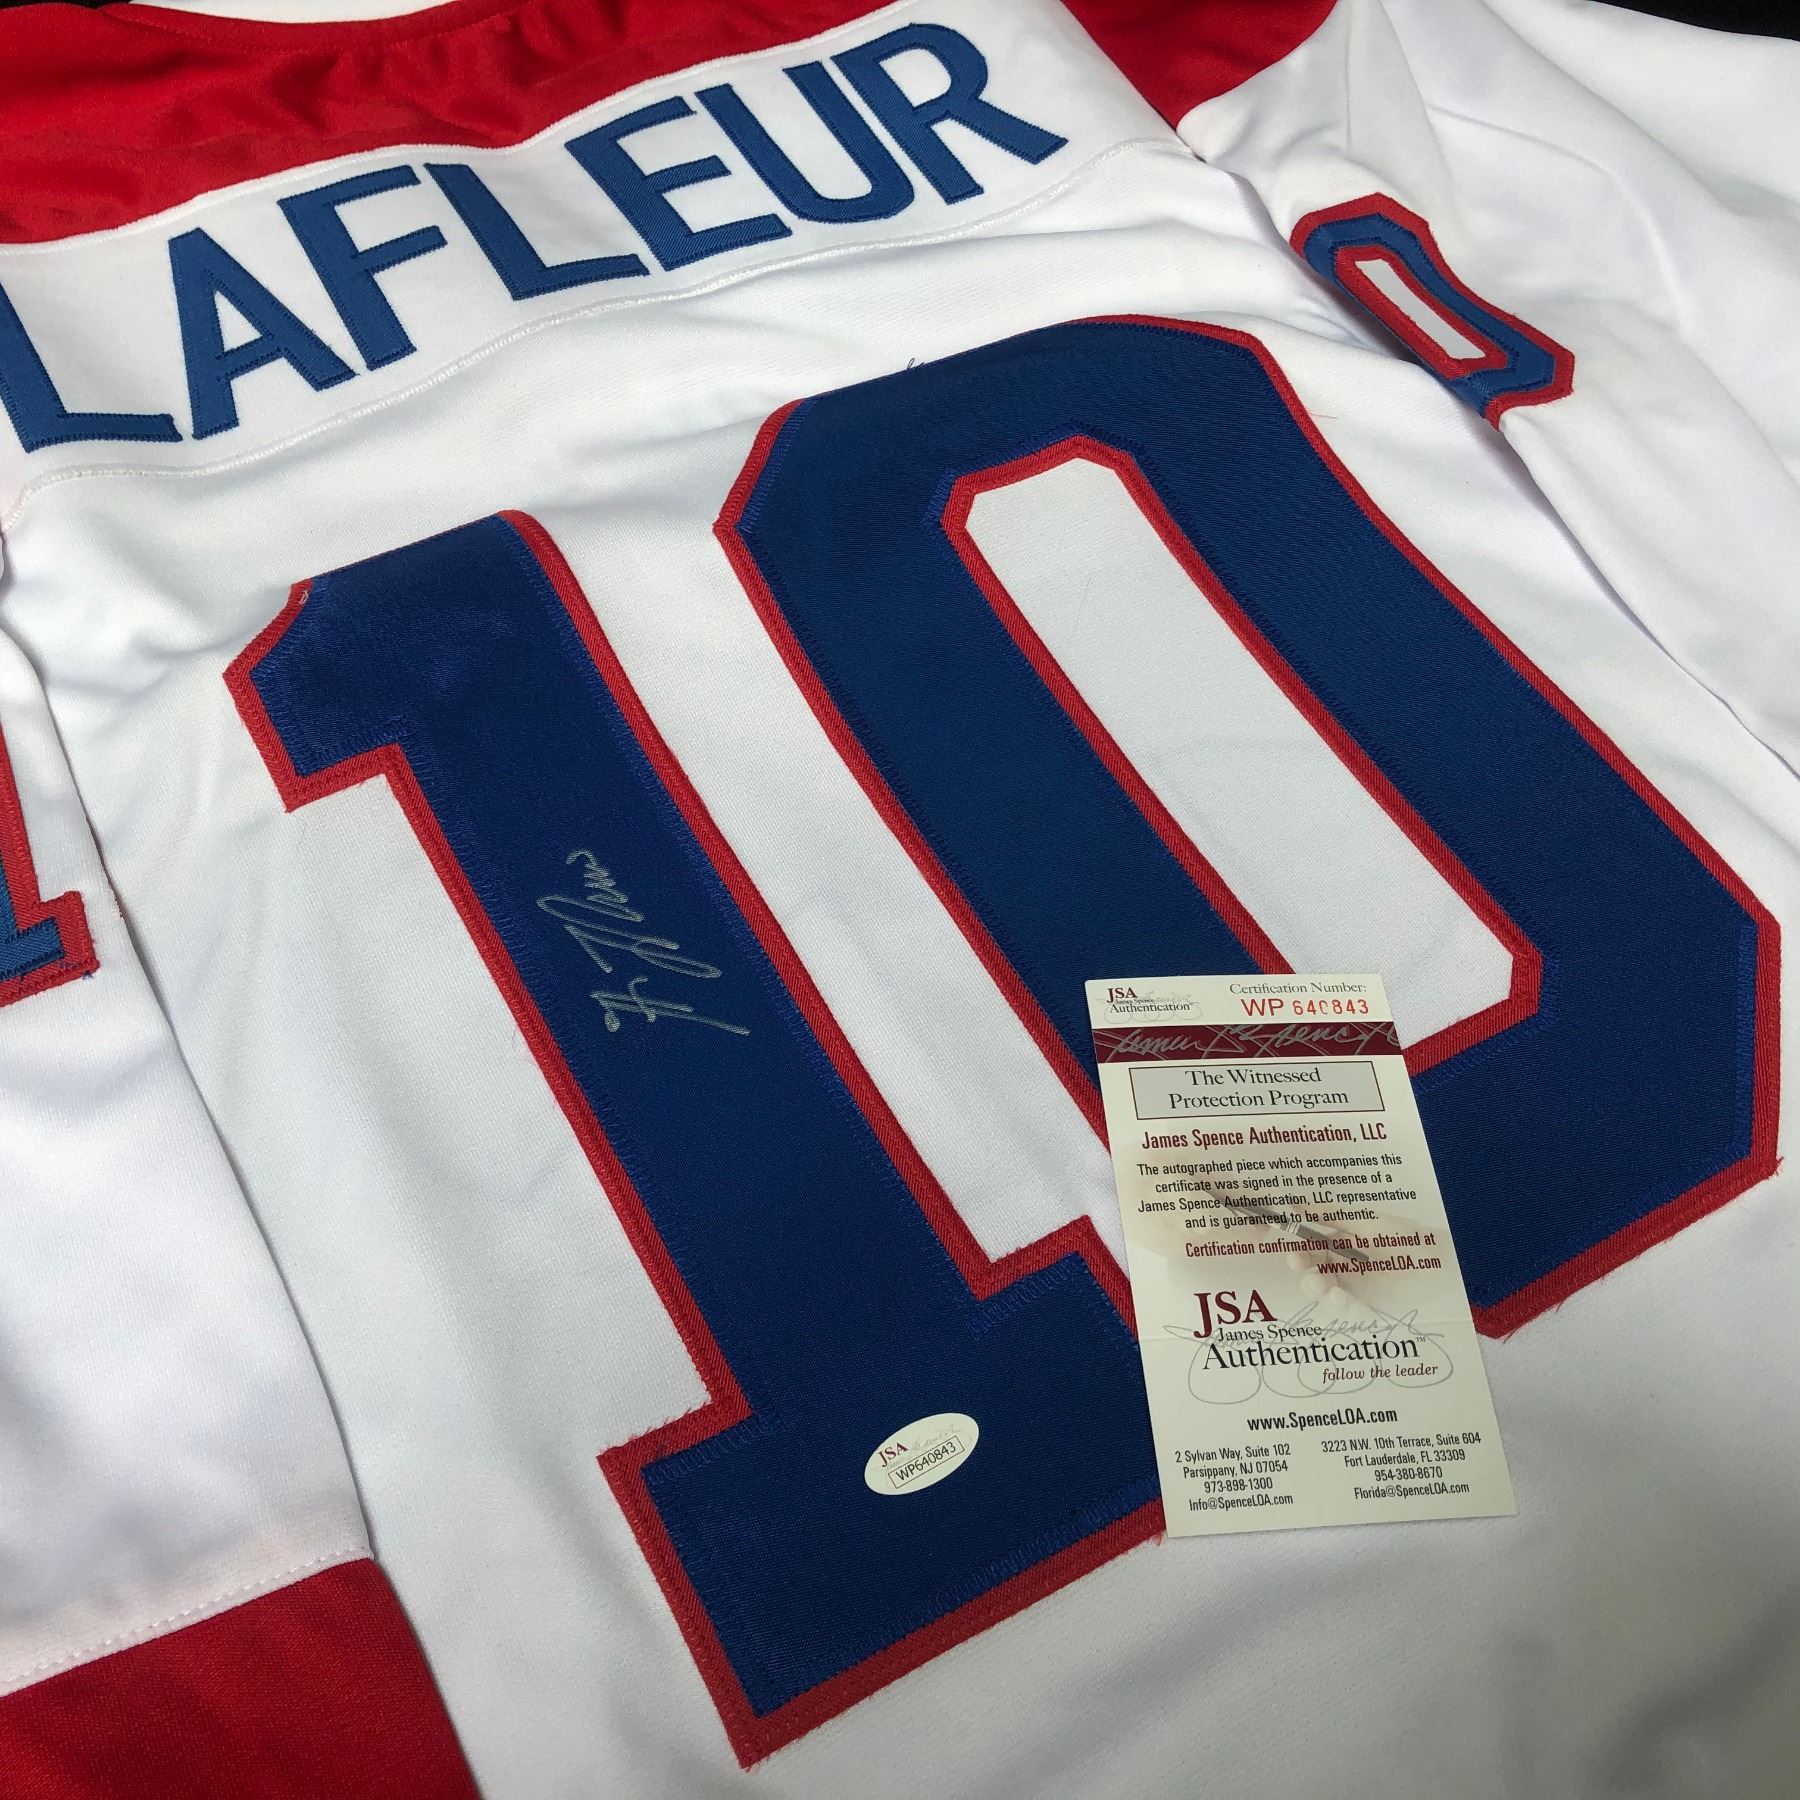 LAFLEUR
10
0
1
JSA
Authentication
Certification Number:
WP 640843
The Witnessed
Protection Program
James Spence Authentication, LLC
The autographed piece which accompanies this
certificate was signed in the presence of a
James Spence Authentication, LLC representative
and is guaranteed to be authentic.
Certification confirmation can be obtained at
www.SpenceLOA.com
JSA
James Spence
Authentication™
follow the leader
www.SpenceLOA.com
2 Sylvan Way, Suite 102
Parsippany, NJ 07054
973-898-1300
Info@SpenceLOA.com
3223 N.W. 10th Terrace, Suite 604
Fort Lauderdale, FL 33309
954-380-8670
Florida@SpenceLOA.com
JSA
WP640843